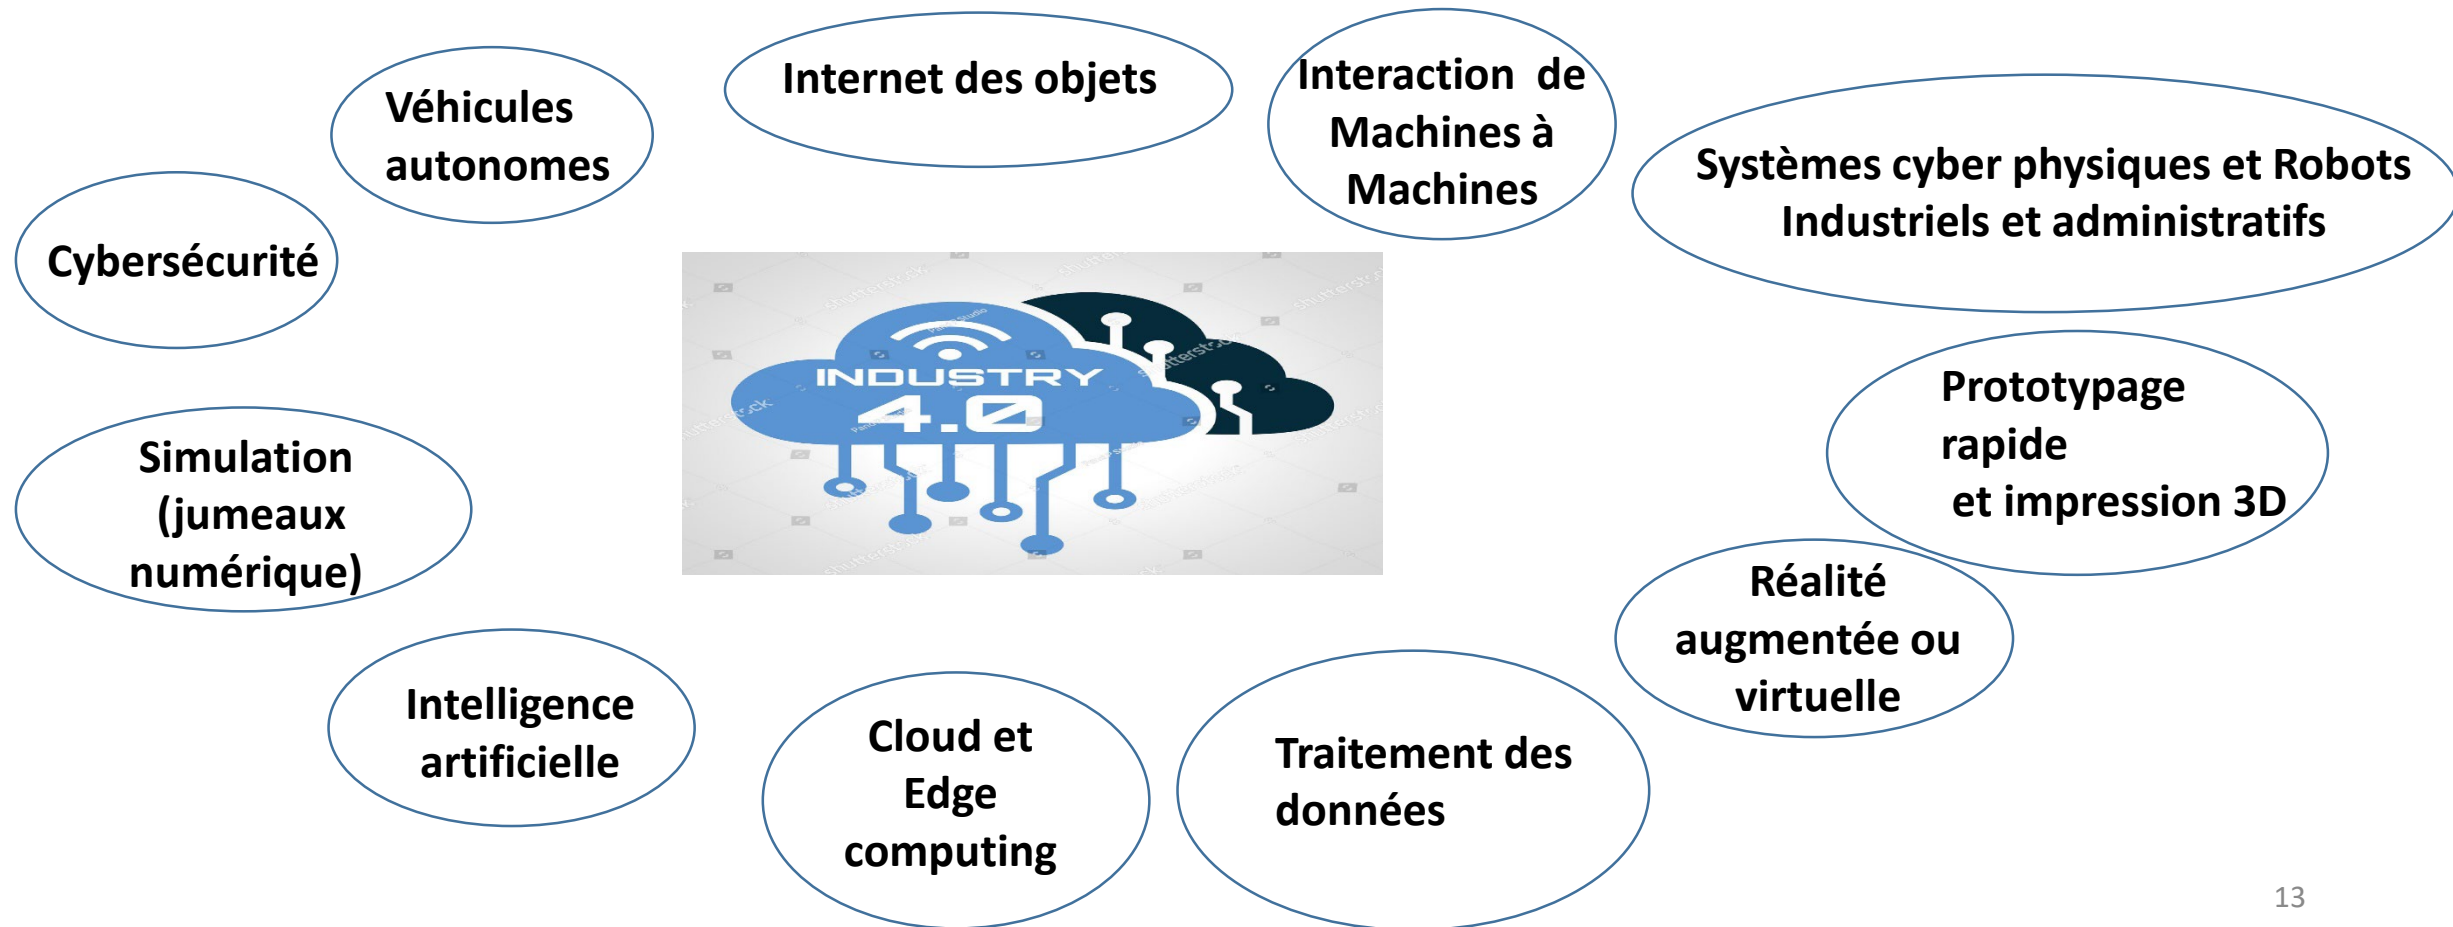 Internet des objets
Interaction  de
Machines à
Machines
Véhicules
autonomes
Systèmes cyber physiques et Robots
Industriels et administratifs
Cybersécurité
INDUSTRY
4.0
Prototypage
rapide
et impression 3D
Simulation
(jumeaux
numérique)
Réalité
augmentée ou
virtuelle
Intelligence
artificielle
Cloud et
Edge
computing
Traitement des
données
13